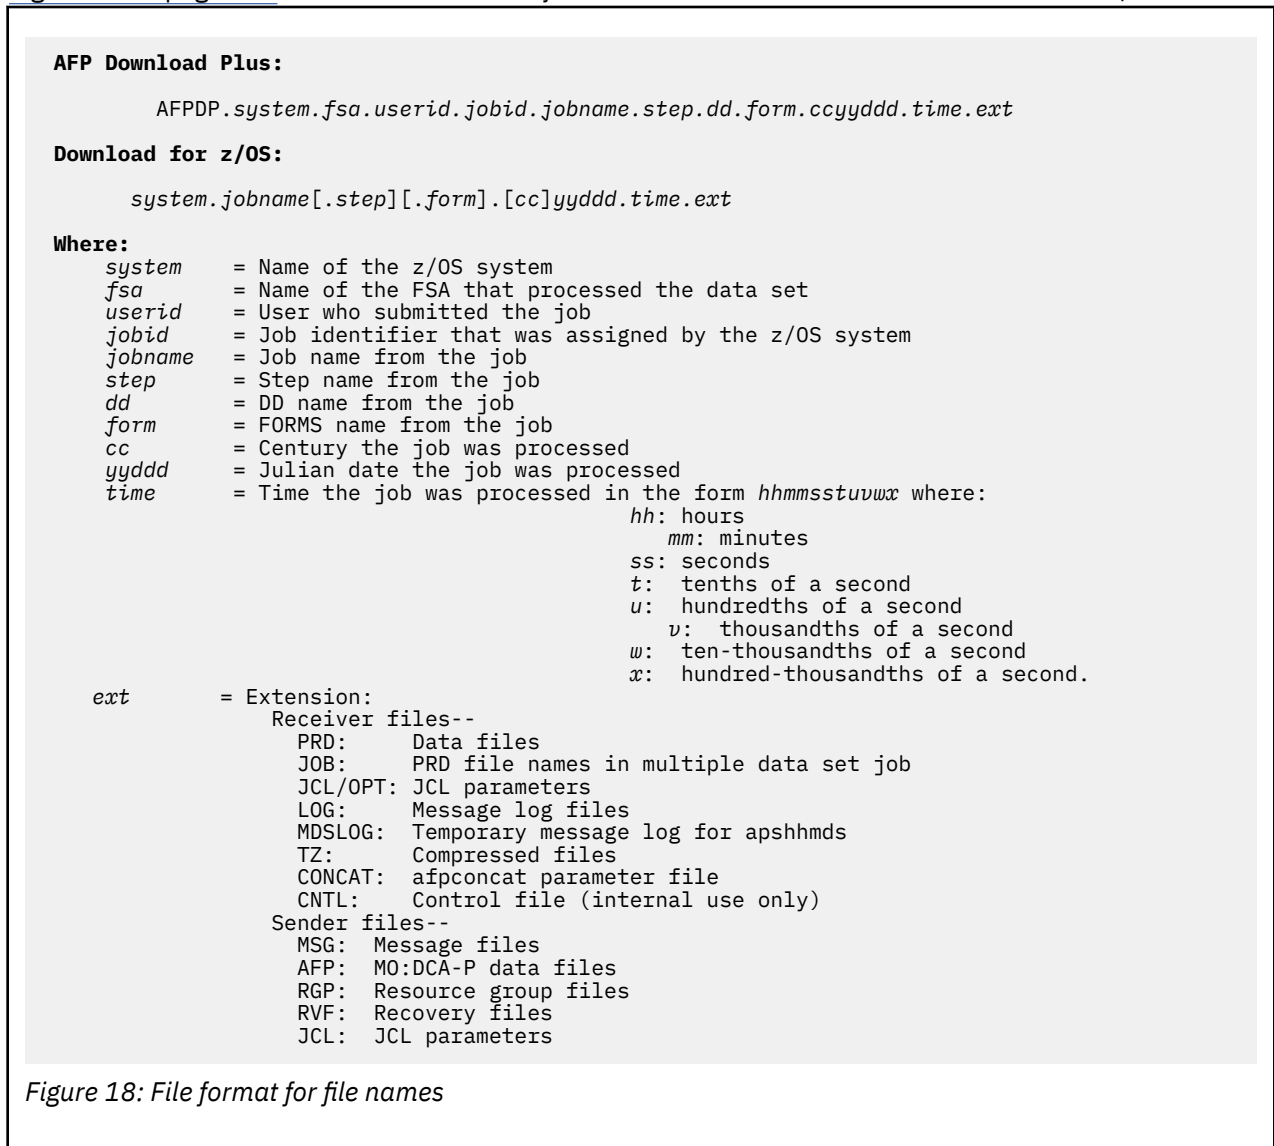 AFP Download Plus:
AFPDP.system.fsa.userid.jobid.jobname.step.dd.form.ccyyddd.time.ext
Download for z/OS:
system.jobname[.step][.form].[cc]yyddd.time.ext
Where:
system = Name of the z/OS system
fsa = Name of the FSA that processed the data set
userid = User who submitted the job
jobid = Job identifier that was assigned by the z/OS system
jobname = Job name from the job
step = Step name from the job
dd = DD name from the job
form = FORMS name from the job
cc = Century the job was processed
yyddd = Julian date the job was processed
time = Time the job was processed in the form hhmmsstuvwx where:
hh: hours
mm: minutes
ss: seconds
t: tenths of a second
u: hundredths of a second
v: thousandths of a second
w: ten-thousandths of a second
x: hundred-thousandths of a second.
ext = Extension:
Receiver files--
PRD: Data files
JOB: PRD file names in multiple data set job
JCL/OPT: JCL parameters
LOG: Message log files
MDSLOG: Temporary message log for apshhmds
TZ: Compressed files
CONCAT: afpconcat parameter file
CNTL: Control file (internal use only)
Sender files--
MSG: Message files
AFP: MO:DCA-P data files
RGP: Resource group files
RVF: Recovery files
JCL: JCL parameters
Figure 18: File format for file names